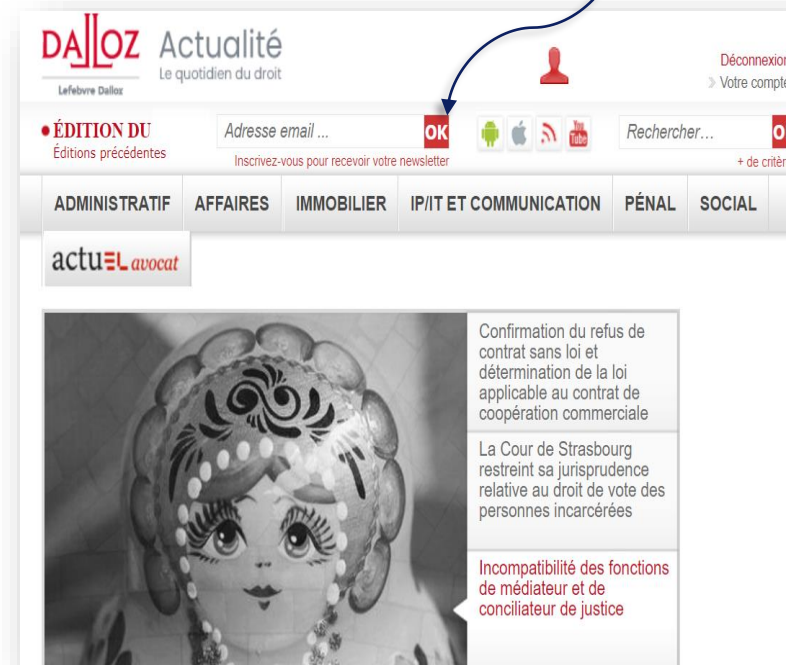 DALLOZ Actualité
Le quotidien du droit
Lefebvre Dalloz
Déconnexion
Votre compte
ÉDITION DU
Éditions précédentes
Adresse email ...
OK
Inscrivez-vous pour recevoir votre newsletter
You
Tube
Rechercher…
+ de
ADMINISTRATIF AFFAIRES IMMOBILIER IP/IT ET COMMUNICATION PÉNAL SOCIAL
actuEL avocat
Confirmation du refus de
contrat sans loi et
détermination de la loi
applicable au contrat de
coopération commerciale
La Cour de Strasbourg
restreint sa jurisprudence
relative au droit de vote des
personnes incarcérées
Incompatibilité des fonctions
de médiateur et de
conciliateur de justice